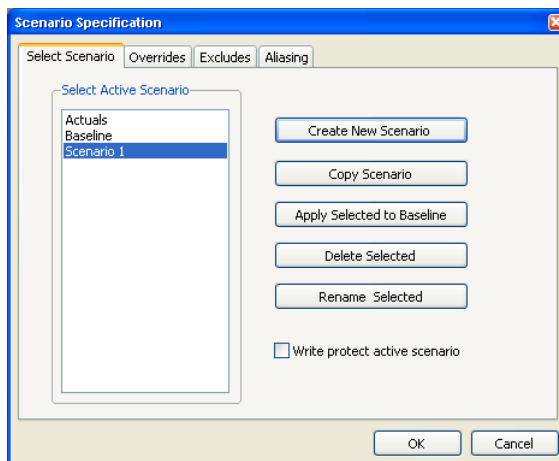 Scenario Specification
Select Scenario Overrides Excludes Aliasing
Select Active Scenario
Actuals
Baseline
Scenario 1
Create New Scenario
Copy Scenario
Apply Selected to Baseline
Delete Selected
Rename Selected
Write protect active scenario
OK Cancel